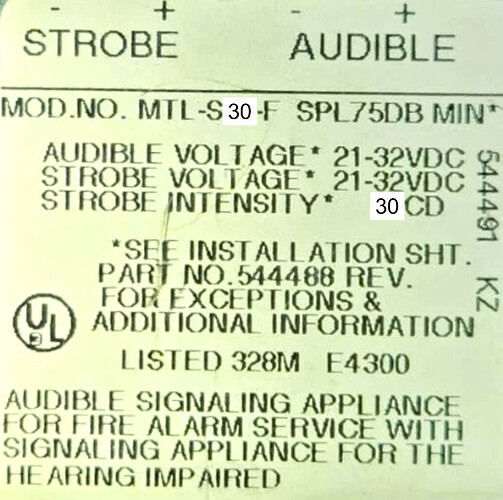 - + - +
STROBE AUDIBLE
MOD.NO. MTL-S30-F SPL75DB MIN*
AUDIBLE VOLTAGE* 21-32VDC
STROBE VOLTAGE* 21-32VDC
STROBE INTENSITY* 30CD
*SEE INSTALLATION SHT.
PART NO.544488 REV.
FOR EXCEPTIONS &
ADDITIONAL INFORMATION
544491 KZ
UL
LISTED 328M E4300
AUDIBLE SIGNALING APPLIANCE
FOR FIRE ALARM SERVICE WITH
SIGNALING APPLIANCE FOR THE
HEARING IMPAIRED